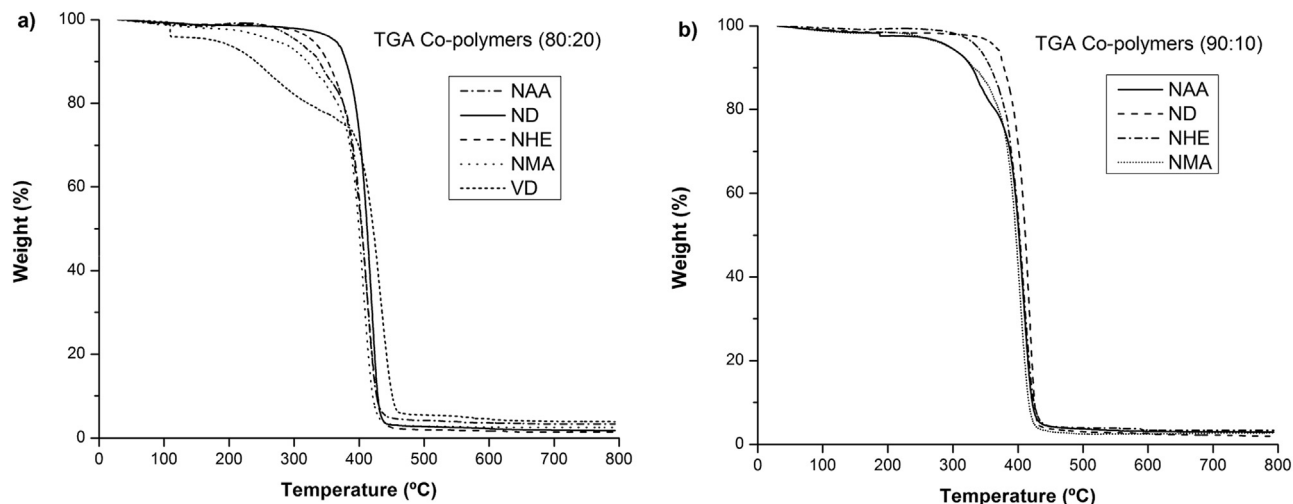 a)
TGA Co-polymers (80:20)
NAA
ND
NHE
NMA
VD
100
80
60
40
20
0
Weight (%)
0 100 200 300 400 500 600 700 800
Temperature (ºC)
b)
TGA Co-polymers (90:10)
NAA
ND
NHE
NMA
100
80
60
40
20
0
Weight (%)
0 100 200 300 400 500 600 700 800
Temperature (ºC)